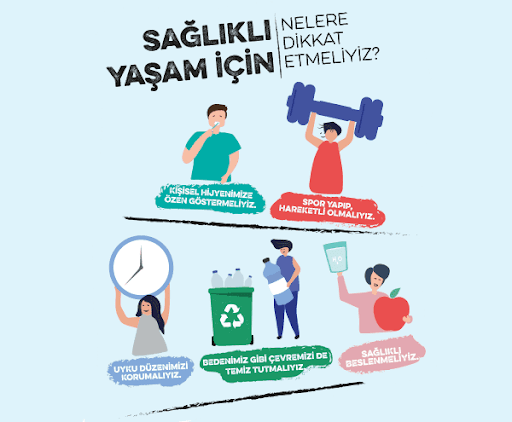 SAĞLIKLI
YAŞAM İÇİN
NELERE
DİKKAT
ETMELİYİZ?
KİŞİSEL HİJYENİMİZE
ÖZEN GÖSTERMELİYİZ.
SPOR YAPIP,
HAREKETLİ OLMALIYIZ.
UYKU DÜZENİMİZİ
KORUMALIYIZ.
BEDENİMİZ GİBİ ÇEVREMİZİ DE
TEMİZ TUTMALIYIZ.
SAĞLIKLI
BESLENMELİYİZ.